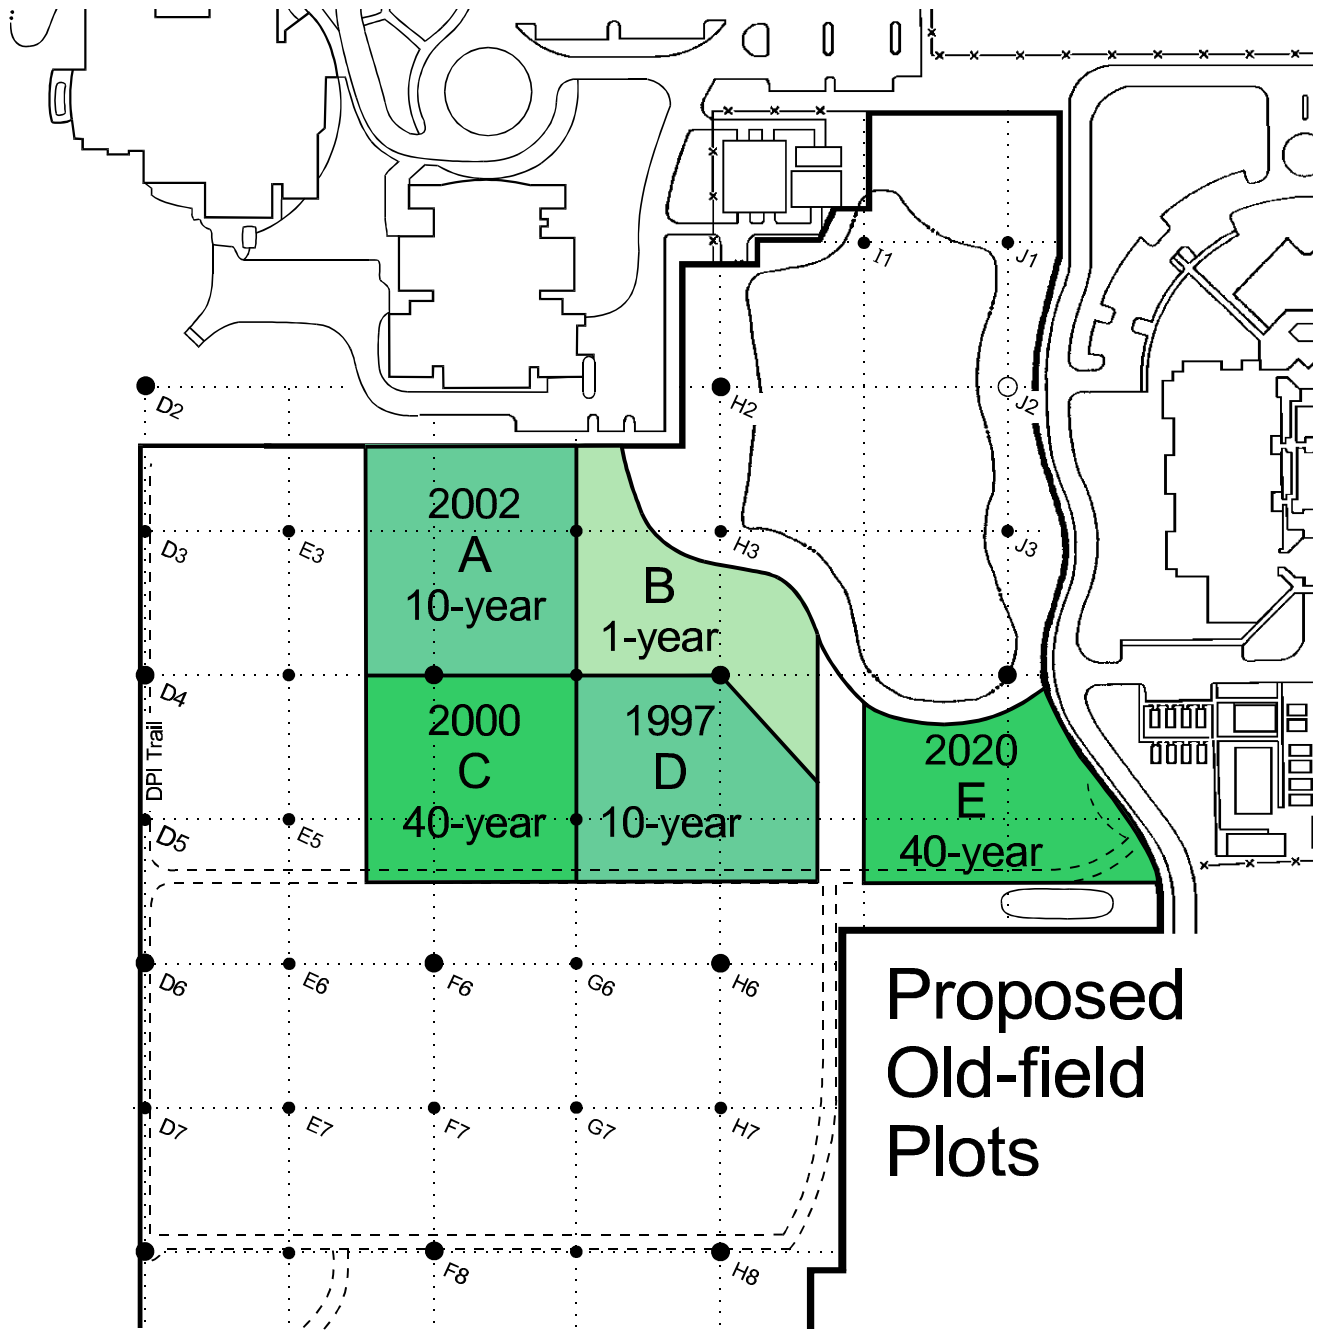 I1
J1
D2
H2
J2
2002
A
10-year
B
1-year
D3
E3
H3
J3
D4
2000
C
40-year
1997
D
10-year
2020
E
40-year
DPI Trail
D5
E5
D6
E6
F6
G6
H6
Proposed
Old-field
Plots
D7
E7
F7
G7
H7
F8
H8